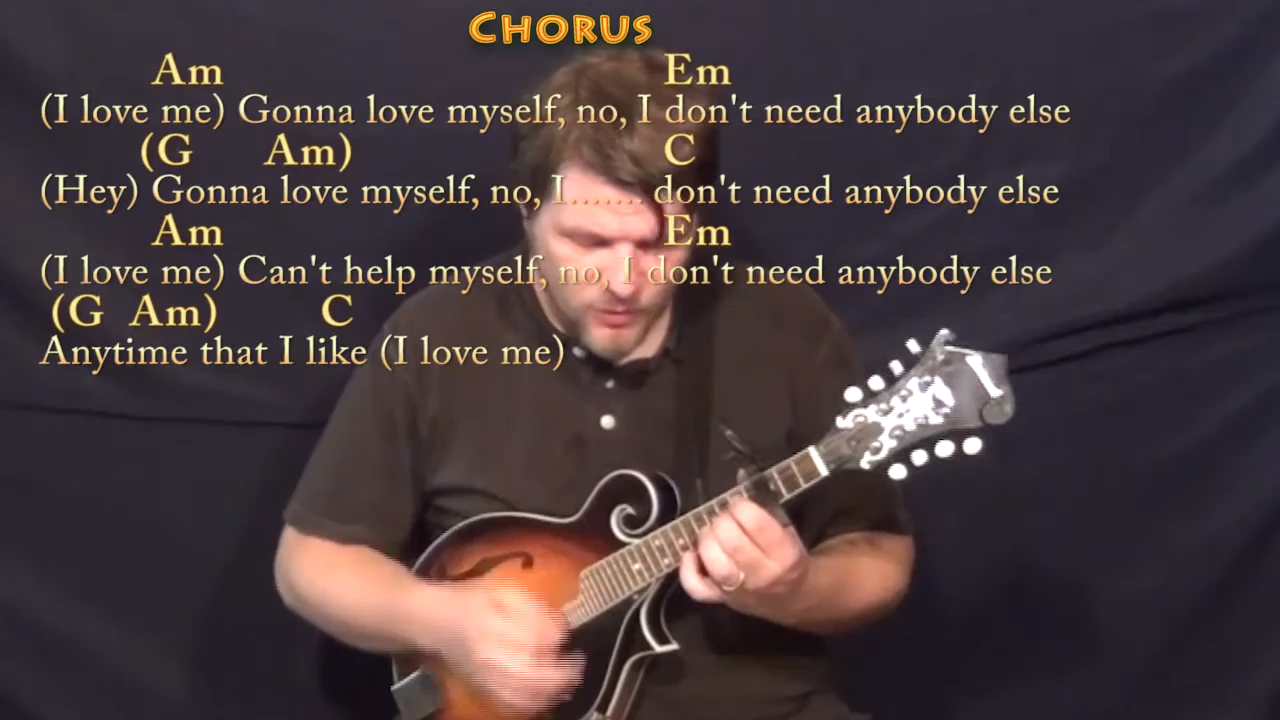 CHORUS
Am Em
(I love me) Gonna love myself, no, I don't need anybody else
(G Am) C
(Hey) Gonna love myself, no, I....... don't need anybody else
Am Em
(I love me) Can't help myself, no, I don't need anybody else
(G Am) C
Anytime that I like (I love me)